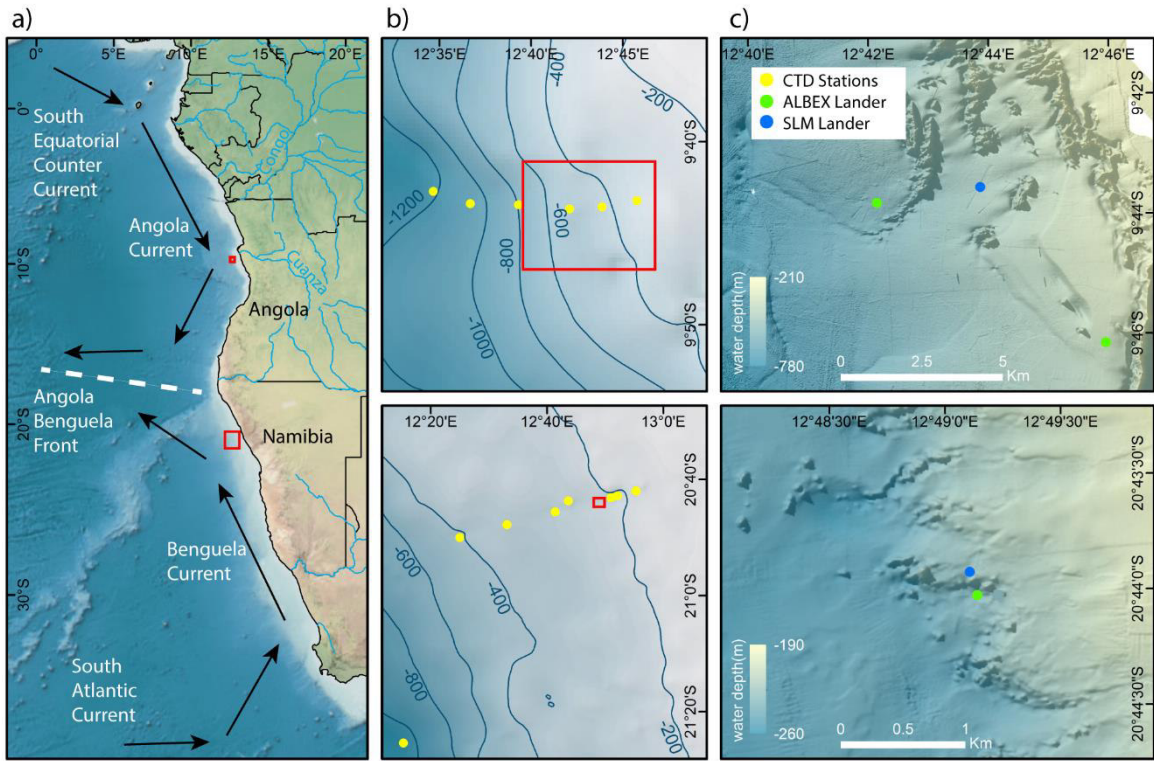 a)
0°
5°E
10°E
15°E
20°E
0°
10°S
20°S
30°S
South
Equatorial
Counter
Current
Congo
Angola
Current
Cuanza
Angola
Angola
Benguela
Front
Namibia
Benguela
Current
South
Atlantic
Current
b)
12°35'E
12°40'E
12°45'E
-400
-200
9°40'S
-1200
-600
-800
-1000
9°50'S
12°20'E
12°40'E
13°0'E
20°40'S
-600
-400
21°0'S
-800
21°20'S
-200
c)
12°40'E
12°42'E
12°44'E
12°46'E
CTD Stations
ALBEX Lander
SLM Lander
9°42'S
9°44'S
9°46'S
water depth(m)
-210
-780
0
2.5
5
Km
12°48'30"E
12°49'0"E
12°49'30"E
20°43'30"S
20°44'0"S
20°44'30"S
water depth(m)
-190
-260
0
0.5
1
Km